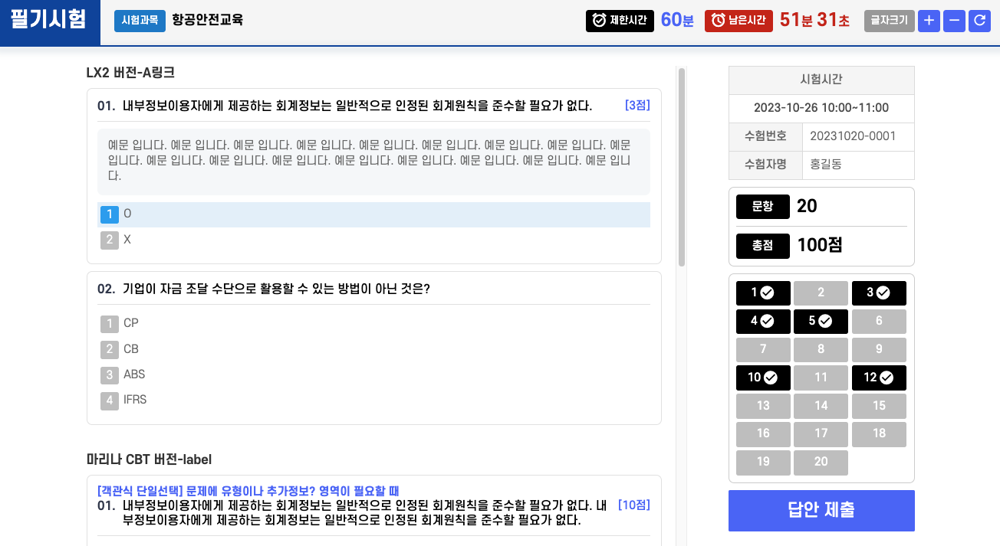 필기시험
시험과목 항공안전교육
제한시간 60분 남은시간 51분 31초 글자크기 + −
LX2 버전-A링크
01. 내부정보이용자에게 제공하는 회계정보는 일반적으로 인정된 회계원칙을 준수할 필요가 없다. [3점]
예문 입니다. 예문 입니다. 예문 입니다. 예문 입니다. 예문 입니다. 예문 입니다. 예문 입니다. 예문 입니다. 예문
입니다. 예문 입니다. 예문 입니다. 예문 입니다. 예문 입니다. 예문 입니다. 예문 입니다. 예문 입니다. 예문 입니
다.
1 O
2 X
02. 기업이 자금 조달 수단으로 활용할 수 있는 방법이 아닌 것은?
1 CP
2 CB
3 ABS
4 IFRS
마리나 CBT 버전-label
[객관식 단일선택] 문제에 유형이나 추가정보? 영역이 필요할 때
01. 내부정보이용자에게 제공하는 회계정보는 일반적으로 인정된 회계원칙을 준수할 필요가 없다. 내 [10점]
부정보이용자에게 제공하는 회계정보는 일반적으로 인정된 회계원칙을 준수할 필요가 없다.
시험시간
2023-10-26 10:00~11:00
수험번호 20231020-0001
수험자명 홍길동
문항 20
총점 100점
1 2 3
4 5 6
7 8 9
10 11 12
13 14 15
16 17 18
19 20
답안 제출